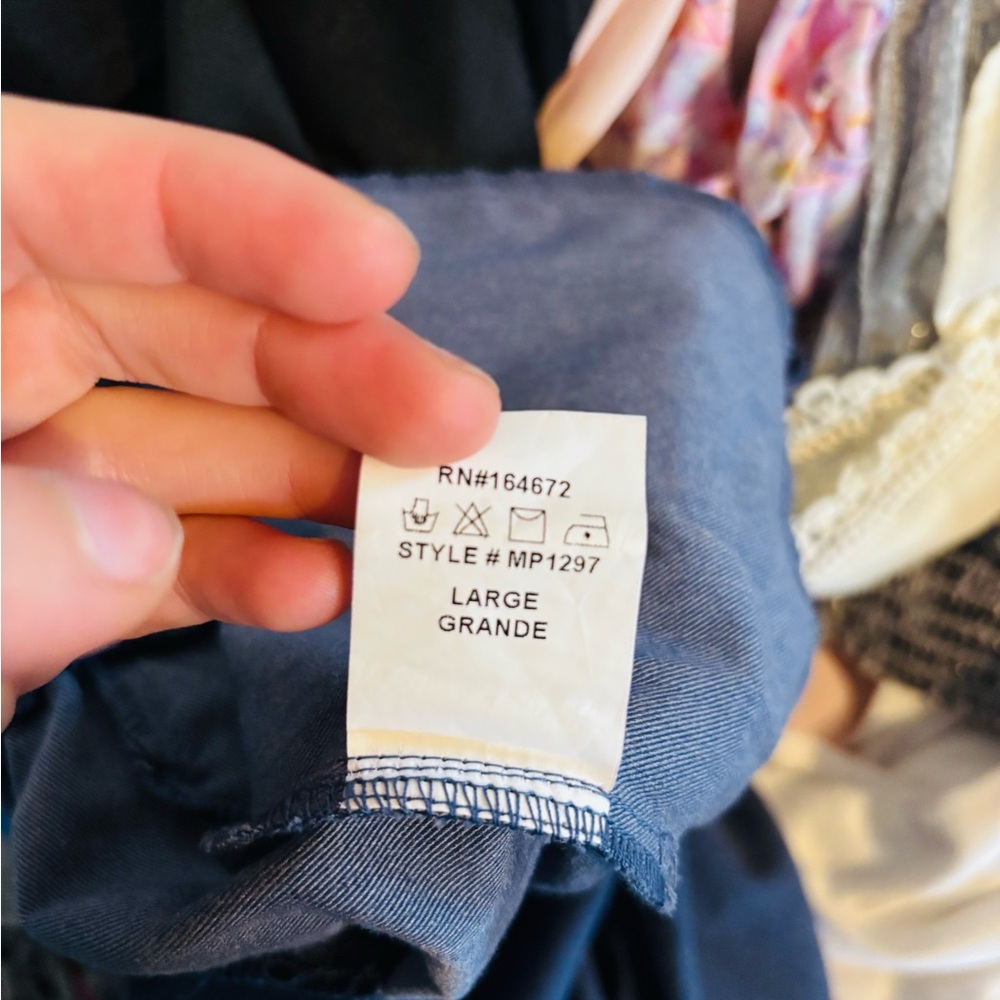 RN#164672
STYLE # MP1297
LARGE
GRANDE